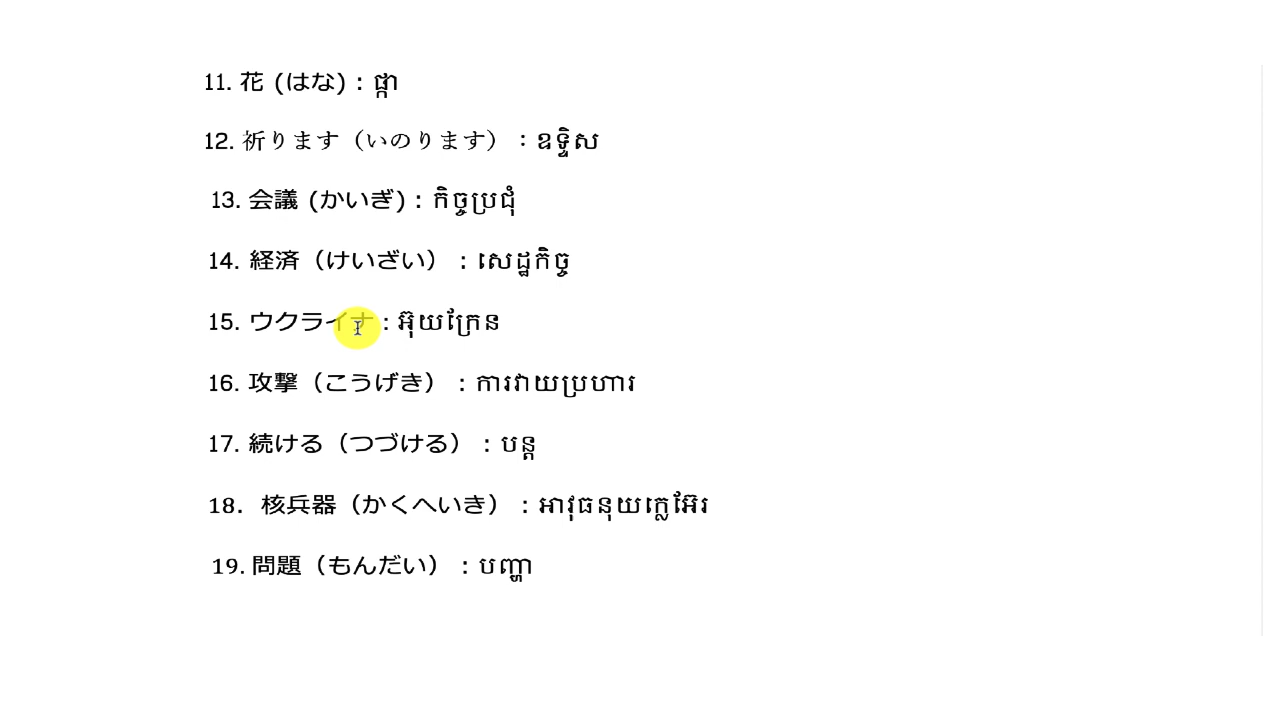 11. 花 (はな) : ផ្កា
12. 祈ります（いのります）：ឧទ្ទិស
13. 会議 (かいぎ) : កិច្ចប្រជុំ
14. 経済（けいざい）：សេដ្ឋកិច្ច
15. ウクライナ : អ៊ុយក្រែន
16. 攻撃（こうげき）：ការវាយប្រហារ
17. 続ける（つづける）：បន្ត
18. 核兵器（かくへいき）：អាវុធនុយក្លេអ៊ែរ
19. 問題（もんだい）：បញ្ហា